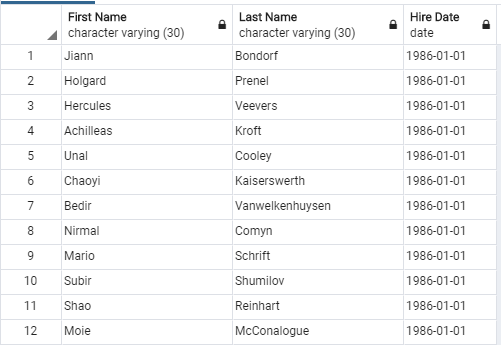 First Name Last Name Hire Date
character varying (30) character varying (30) date
1 Jiann Bondorf 1986-01-01
2 Holgard Prenel 1986-01-01
3 Hercules Veevers 1986-01-01
4 Achilleas Kroft 1986-01-01
5 Unal Cooley 1986-01-01
6 Chaoyi Kaiserswerth 1986-01-01
7 Bedir Vanwelkenhuysen 1986-01-01
8 Nirmal Comyn 1986-01-01
9 Mario Schrift 1986-01-01
10 Subir Shumilov 1986-01-01
11 Shao Reinhart 1986-01-01
12 Moie McConalogue 1986-01-01